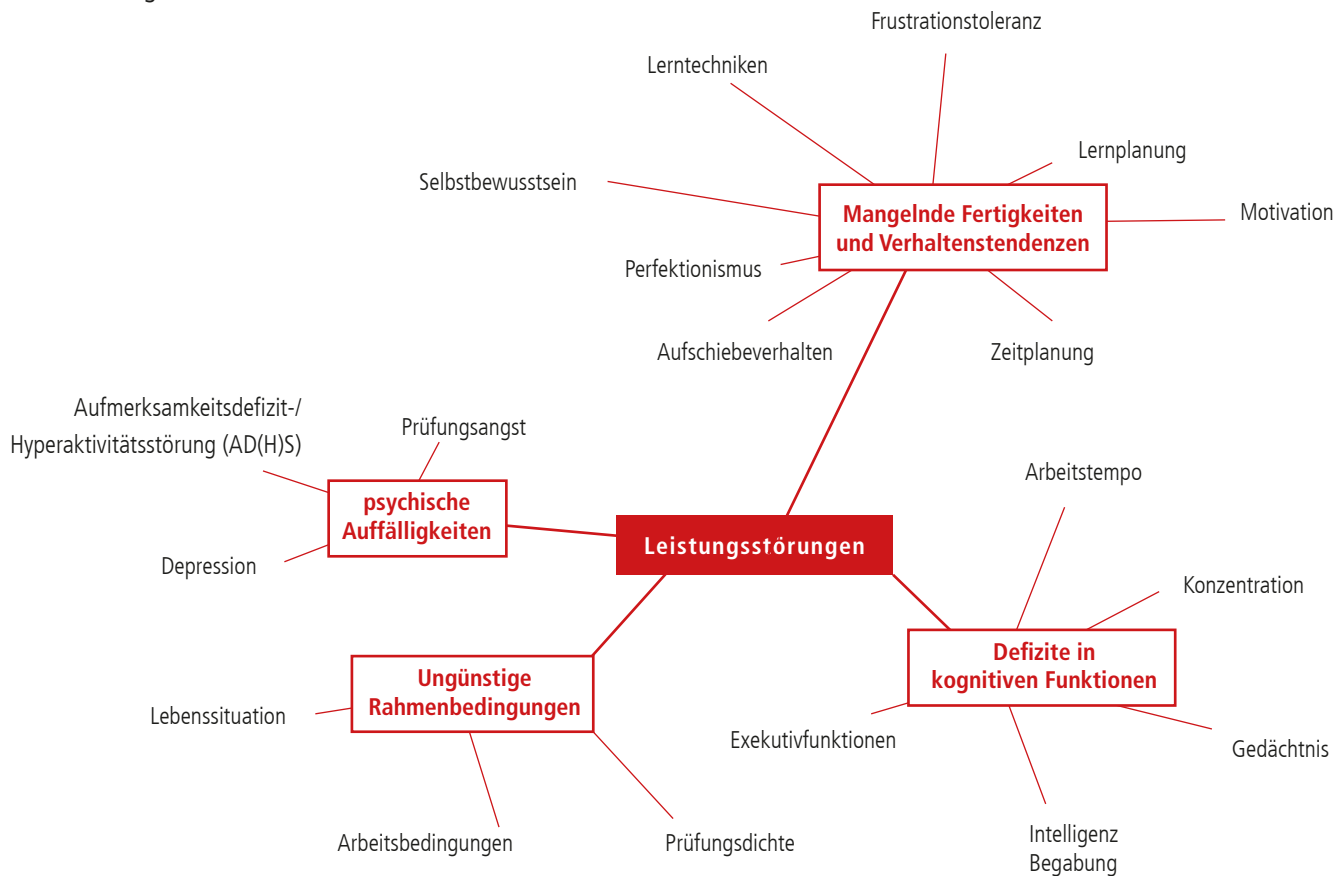 Frustrationstoleranz
Lerntechniken
Lernplanung
Selbstbewusstsein
Mangelnde Fertigkeiten
und Verhaltenstendenzen
Motivation
Perfektionismus
Aufschiebeverhalten
Zeitplanung
Aufmerksamkeitsdefizit-/
Hyperaktivitätsstörung (AD(H)S)
Prüfungsangst
psychische
Auffälligkeiten
Depression
Leistungsstörungen
Arbeitstempo
Konzentration
Defizite in
kognitiven Funktionen
Exekutivfunktionen
Gedächtnis
Intelligenz
Begabung
Ungünstige
Rahmenbedingungen
Lebenssituation
Arbeitsbedingungen
Prüfungsdichte